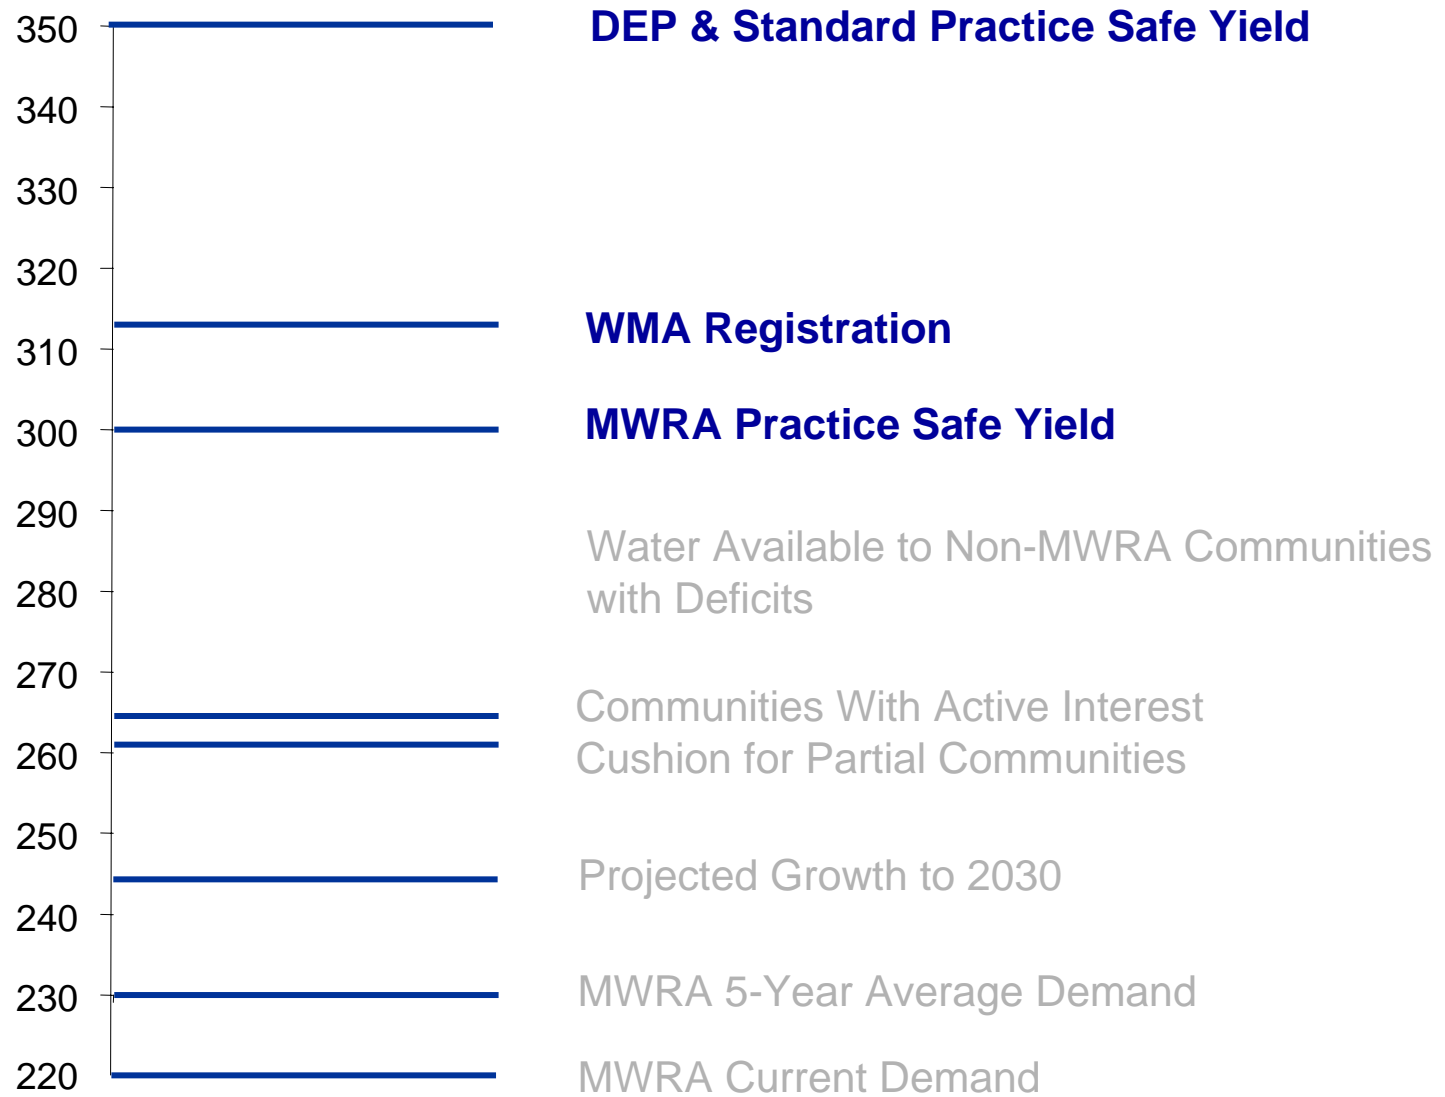 350 DEP & Standard Practice Safe Yield
340
330
320
WMA Registration
310
300 MWRA Practice Safe Yield
290
Water Available to Non-MWRA Communities
280 with Deficits
270
Communities With Active Interest
260 Cushion for Partial Communities
250
Projected Growth to 2030
240
230 MWRA 5-Year Average Demand
220 MWRA Current Demand